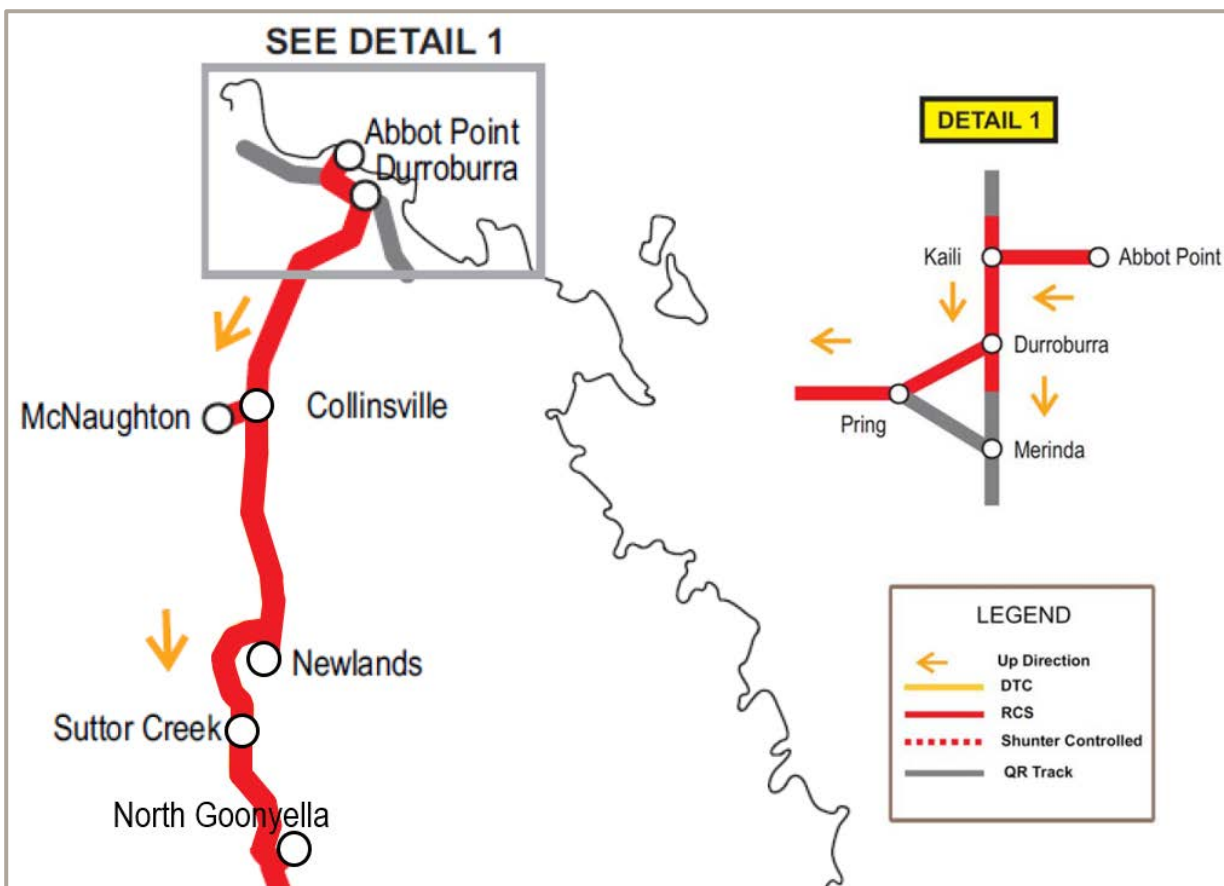 SEE DETAIL 1
Abbot Point
Durroburra
McNaughton
Collinsville
Newlands
Suttor Creek
North Goonyella
DETAIL 1
Kaili
Abbot Point
Durroburra
Pring
Merinda
LEGEND
Up Direction
DTC
RCS
Shunter Controlled
QR Track